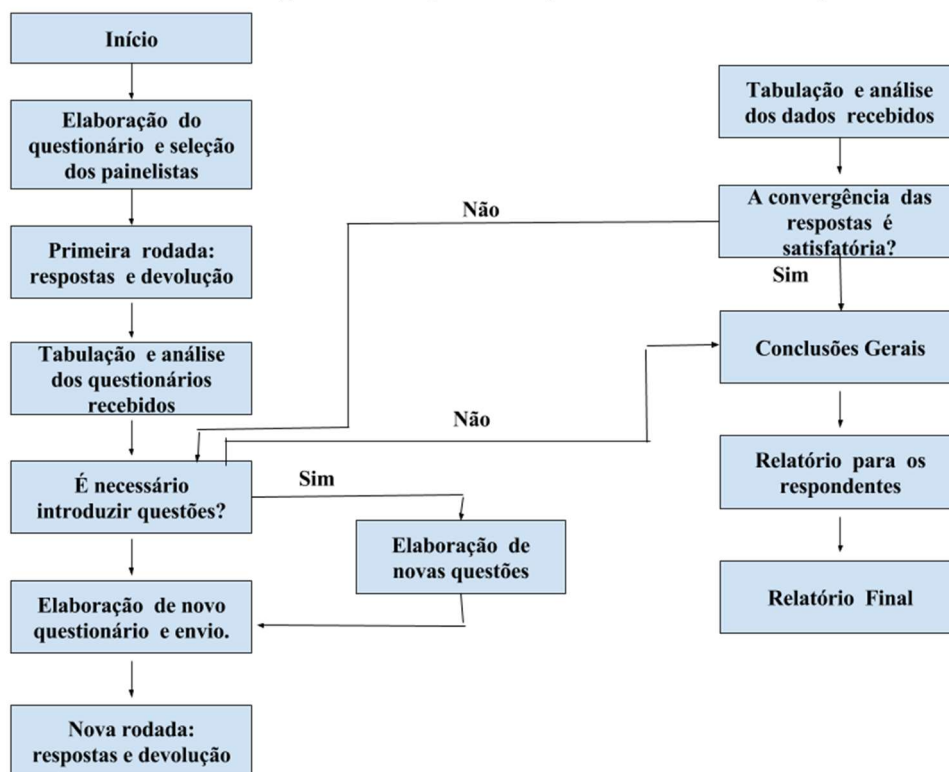 Início
Elaboração do
questionário e seleção
dos painelistas
Primeira rodada:
respostas e devolução
Tabulação e análise
dos questionários
recebidos
É necessário
introduzir questões?
Elaboração de novo
questionário e envio.
Nova rodada:
respostas e devolução
Não
Não
Sim
Elaboração de
novas questões
Tabulação e análise
dos dados recebidos
A convergência das
respostas é
satisfatória?
Sim
Conclusões Gerais
Relatório para os
respondentes
Relatório Final